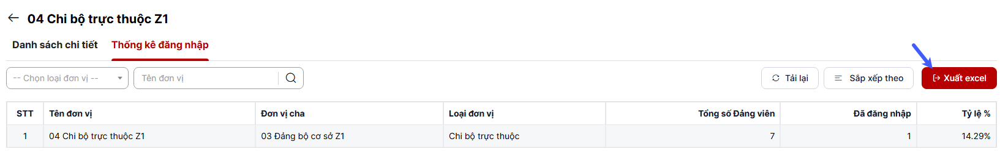 04 Chi bộ trực thuộc Z1
Danh sách chi tiết Thống kê đăng nhập
-- Chọn loại đơn vị -- Tên đơn vị Tải lại Sắp xếp theo Xuất excel
STT Tên đơn vị Đơn vị cha Loại đơn vị Tổng số Đảng viên Đã đăng nhập Tỷ lệ %
1 04 Chi bộ trực thuộc Z1 03 Đảng bộ cơ sở Z1 Chi bộ trực thuộc 7 1 14.29%